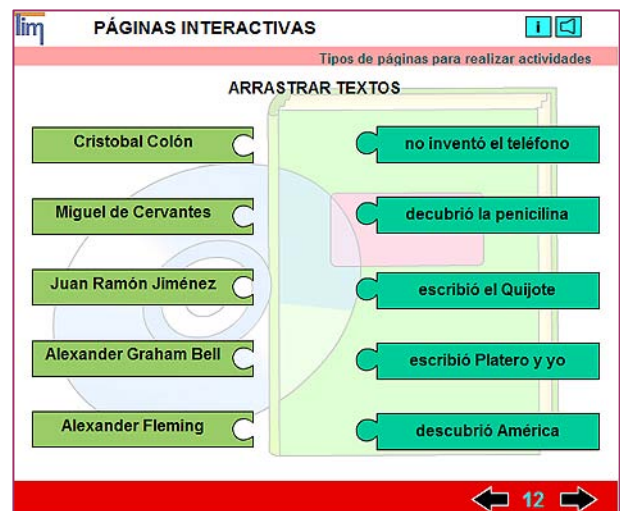 lim
PÁGINAS INTERACTIVAS
i
Tipos de páginas para realizar actividades
ARRASTRAR TEXTOS
Cristobal Colón
no inventó el teléfono
Miguel de Cervantes
decubrió la penicilina
Juan Ramón Jiménez
escribió el Quijote
Alexander Graham Bell
escribió Platero y yo
Alexander Fleming
descubrió América
12